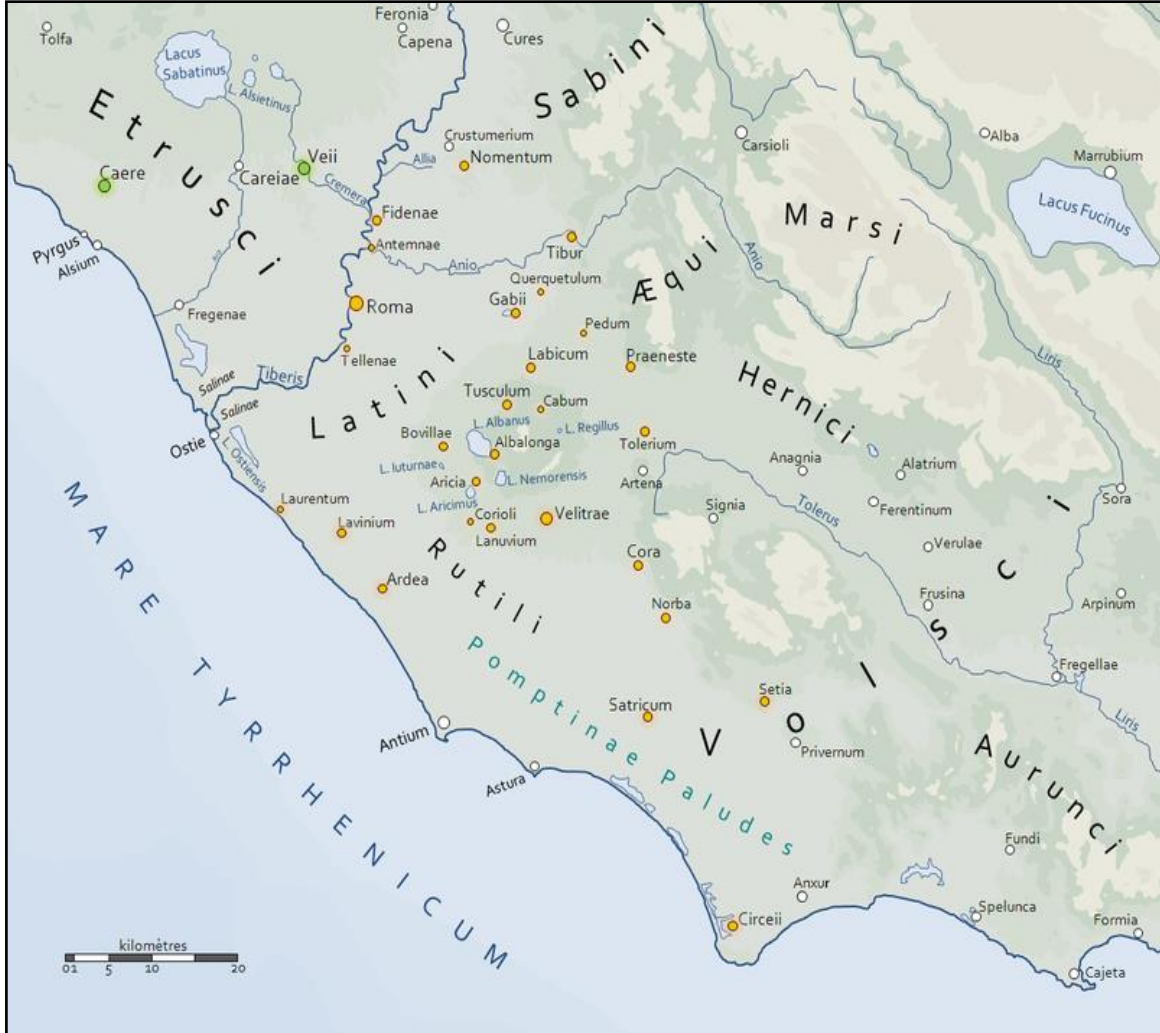 Feronia
Tolfa
Capena
Cures
Lacus
Sabatinus
L. Alsietinus
Sabini
Etrusci
Crustumerium
Carsioli
Alba
Allia
Veii
Nomentum
Marrubium
Caere
Careiae
Cremera
Lacus Fucinus
Marsi
Fidenae
Pyrgus
Alsium
Antemnae
Anio
Tibur
Æqui
Anio
Querquetulum
Gabii
Roma
Fregenae
Pedum
Liris
Tellenae
Labicum
Praeneste
Salinae
Tiberis
Latini
Hernici
Tusculum
Cabum
Salinae
L. Albanus
L. Regillus
Ostie
Bovillae
Albalonga
Tolerium
L. Ostiensis
L. Iuturnae
Anagnia
Alatrium
Aricia
L. Nemorensis
Artena
L. Aricimus
Signia
Tolerus
Ferentinum
Sora
Laurentum
Lavinium
Corioli
Velitrae
Lanuvium
Verulae
Rutili
Cora
Ardea
Norba
Frusina
Arpinum
Volsci
Pomptinae Paludes
Fregellae
Setia
Satricum
Liris
Antium
Privernum
Aurunci
Astura
Fundi
Anxur
Circeii
Spelunca
Formia
Cajeta
MARE TYRRHENICUM
kilomètres
0 1 5 10 20